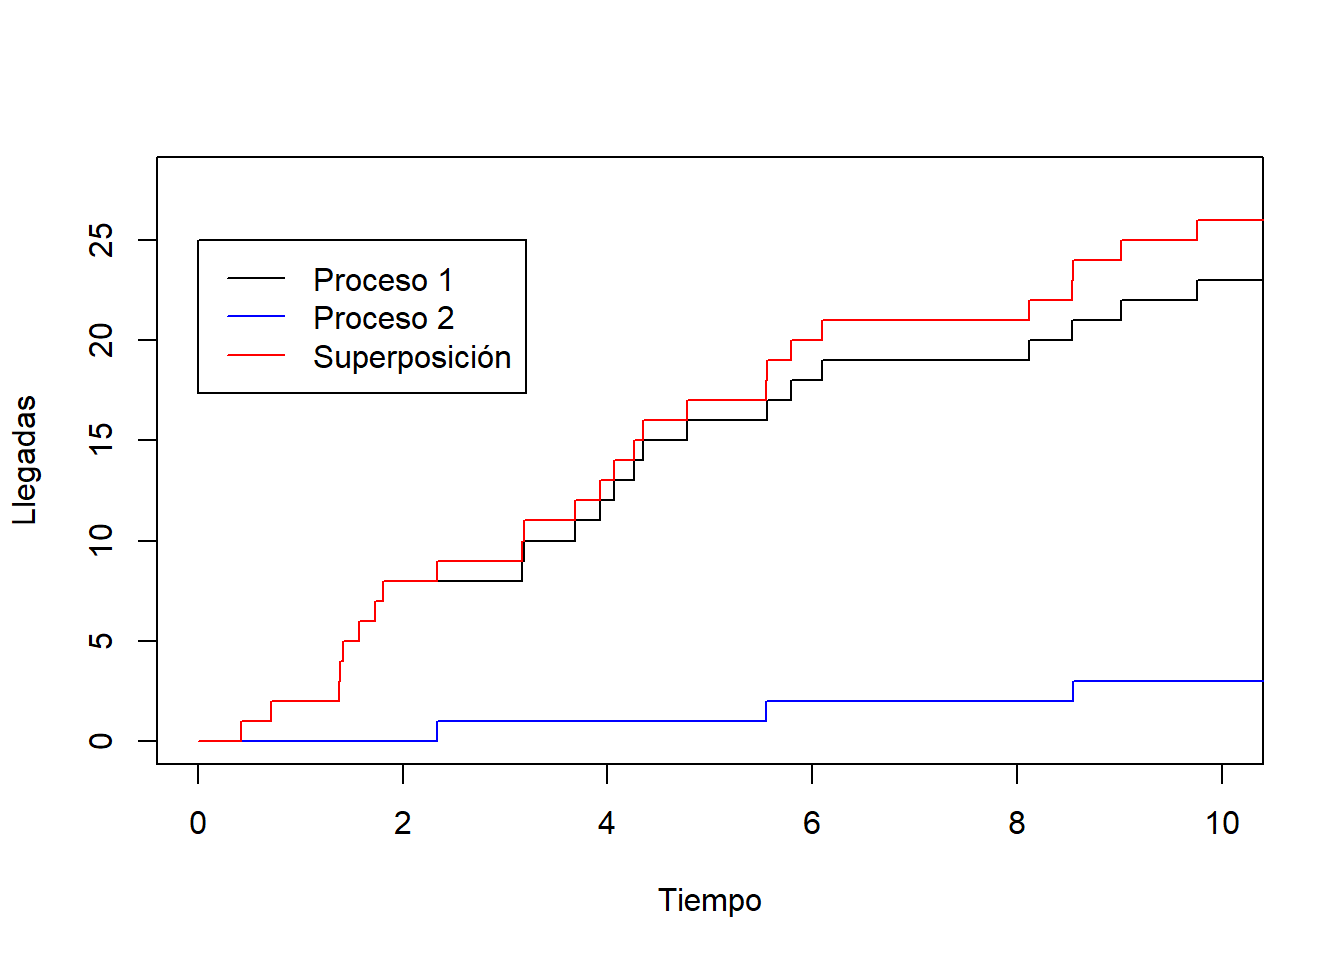 25
20
15
10
5
0
Llegadas
Proceso 1
Proceso 2
Superposición
0 2 4 6 8 10
Tiempo